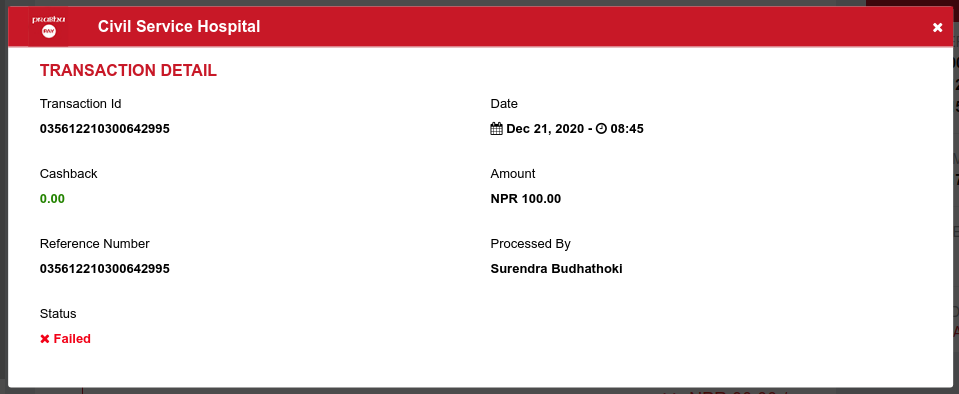 prabhu
PAY
Civil Service Hospital
TRANSACTION DETAIL
Transaction Id
035612210300642995
Date
Dec 21, 2020 - 08:45
Cashback
0.00
Amount
NPR 100.00
Reference Number
035612210300642995
Processed By
Surendra Budhathoki
Status
Failed